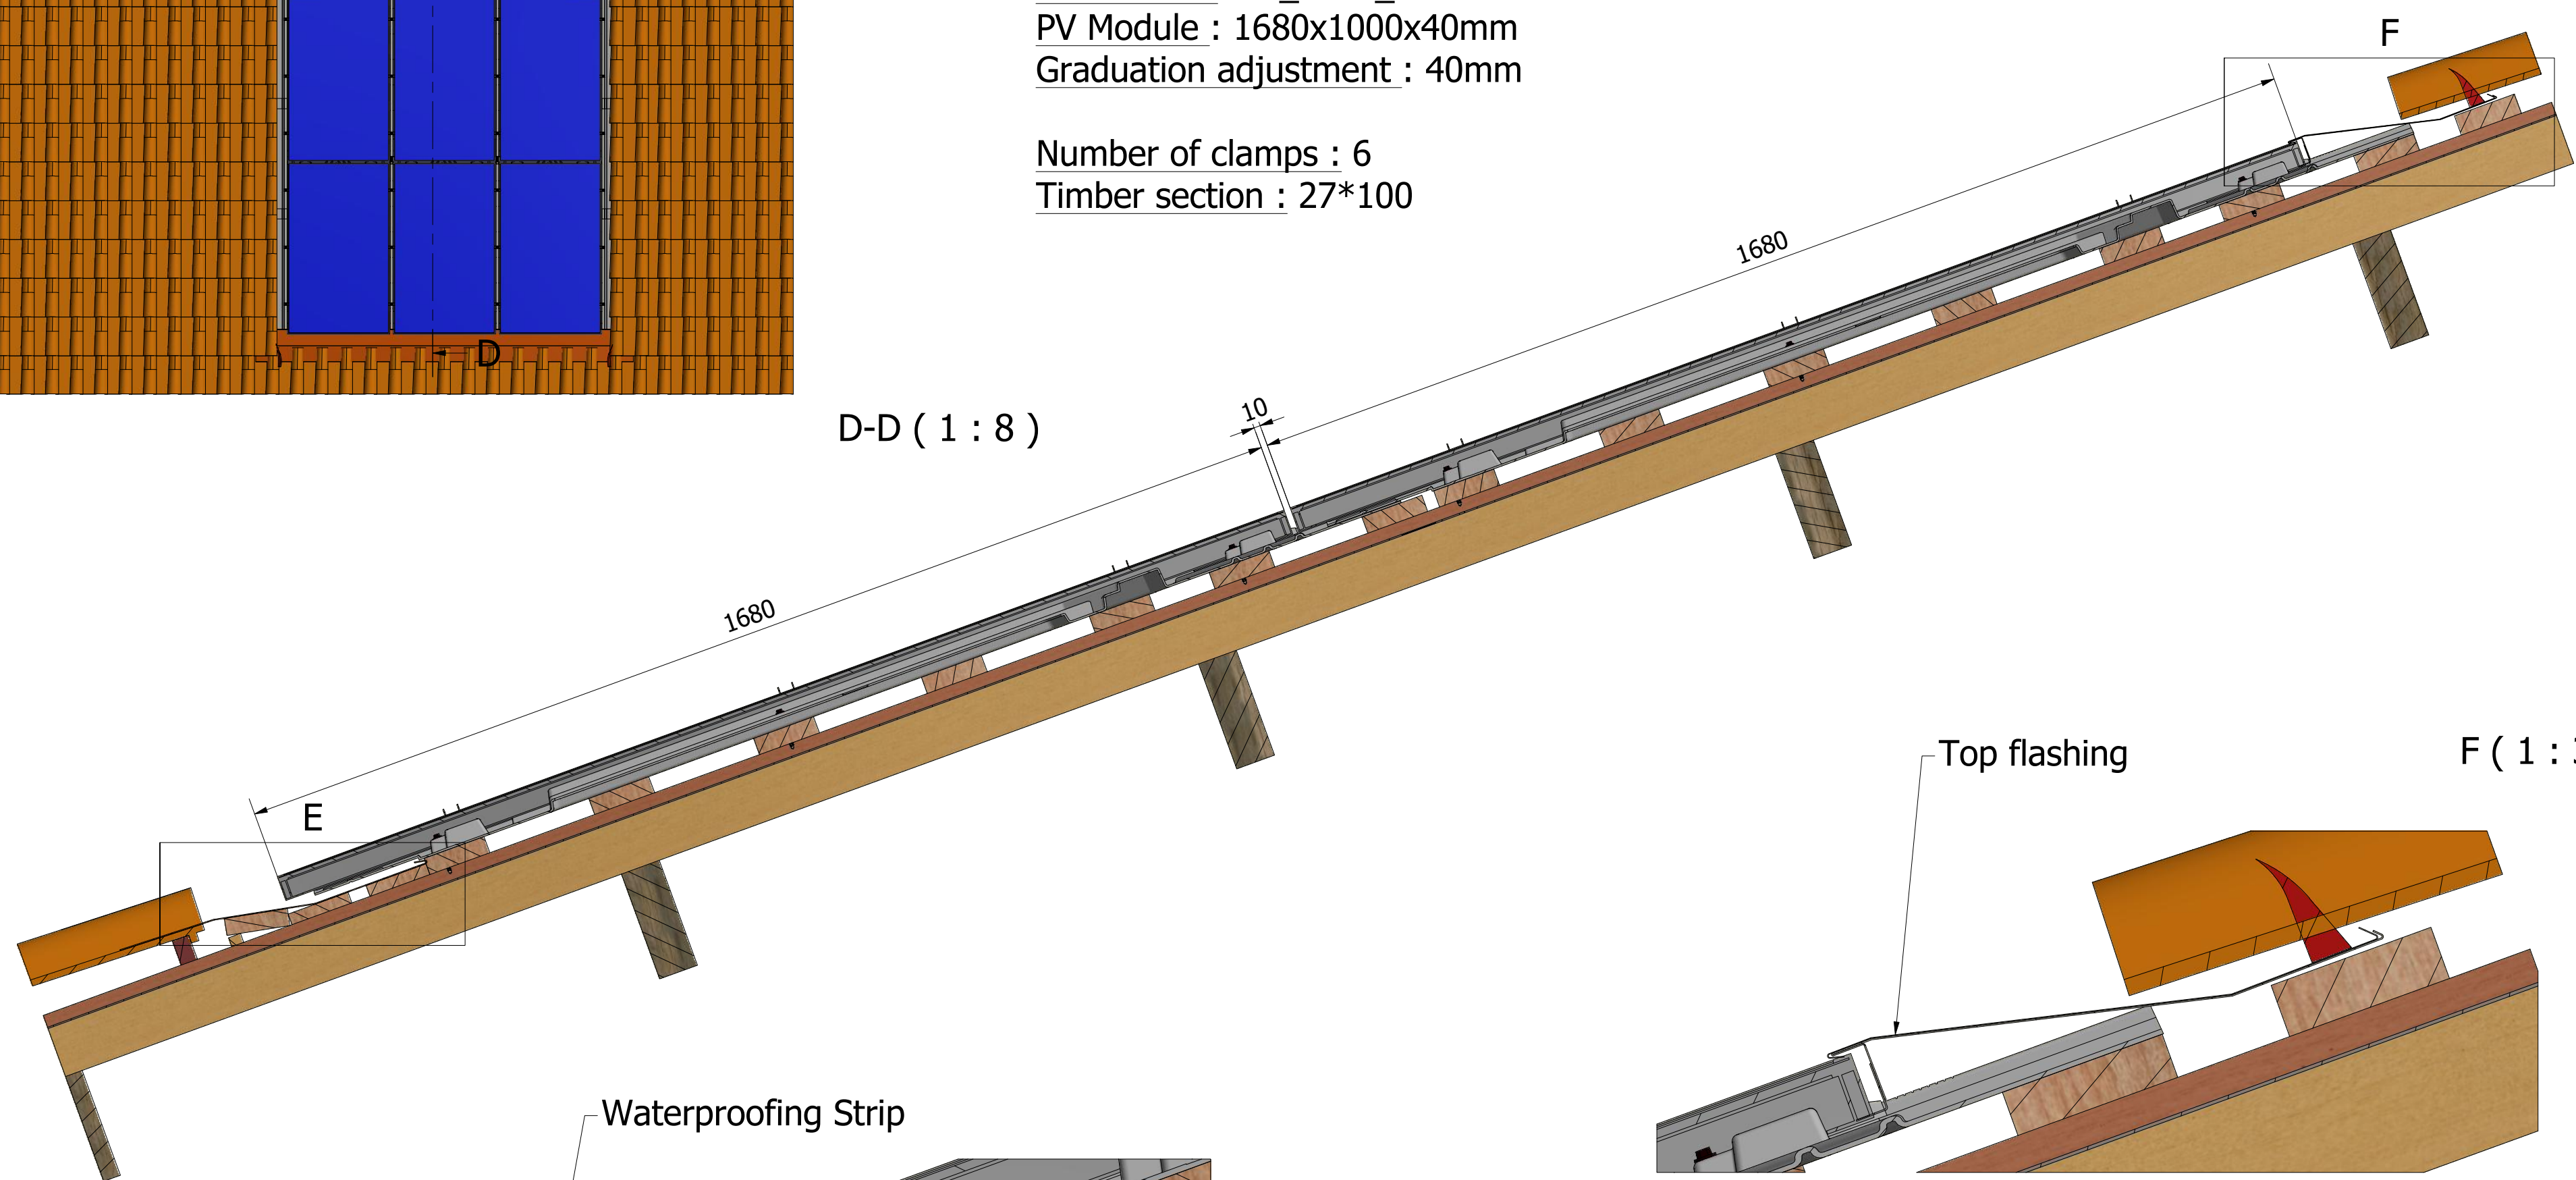 PV Module : 1680x1000x40mm
Graduation adjustment : 40mm
Number of clamps : 6
Timber section : 27*100
F
1680
D
D-D ( 1 : 8 )
10
1680
E
Top flashing
F ( 1 :
Waterproofing Strip